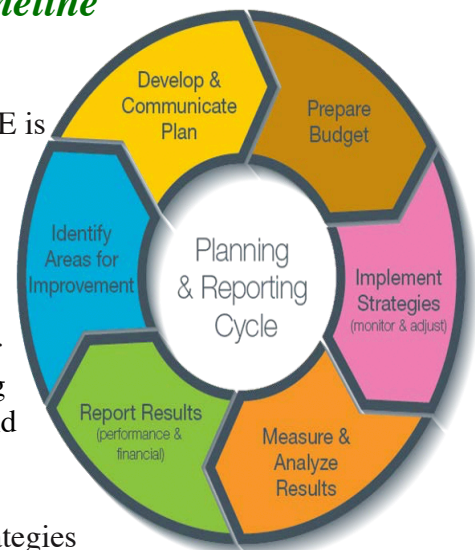 E is
Develop &
Communicate
Plan
Prepare
Budget
Identify
Areas for
Improvement
Planning
& Reporting
Cycle
Implement
Strategies
(monitor & adjust)
Report Results
(performance &
financial)
Measure &
Analyze
Results